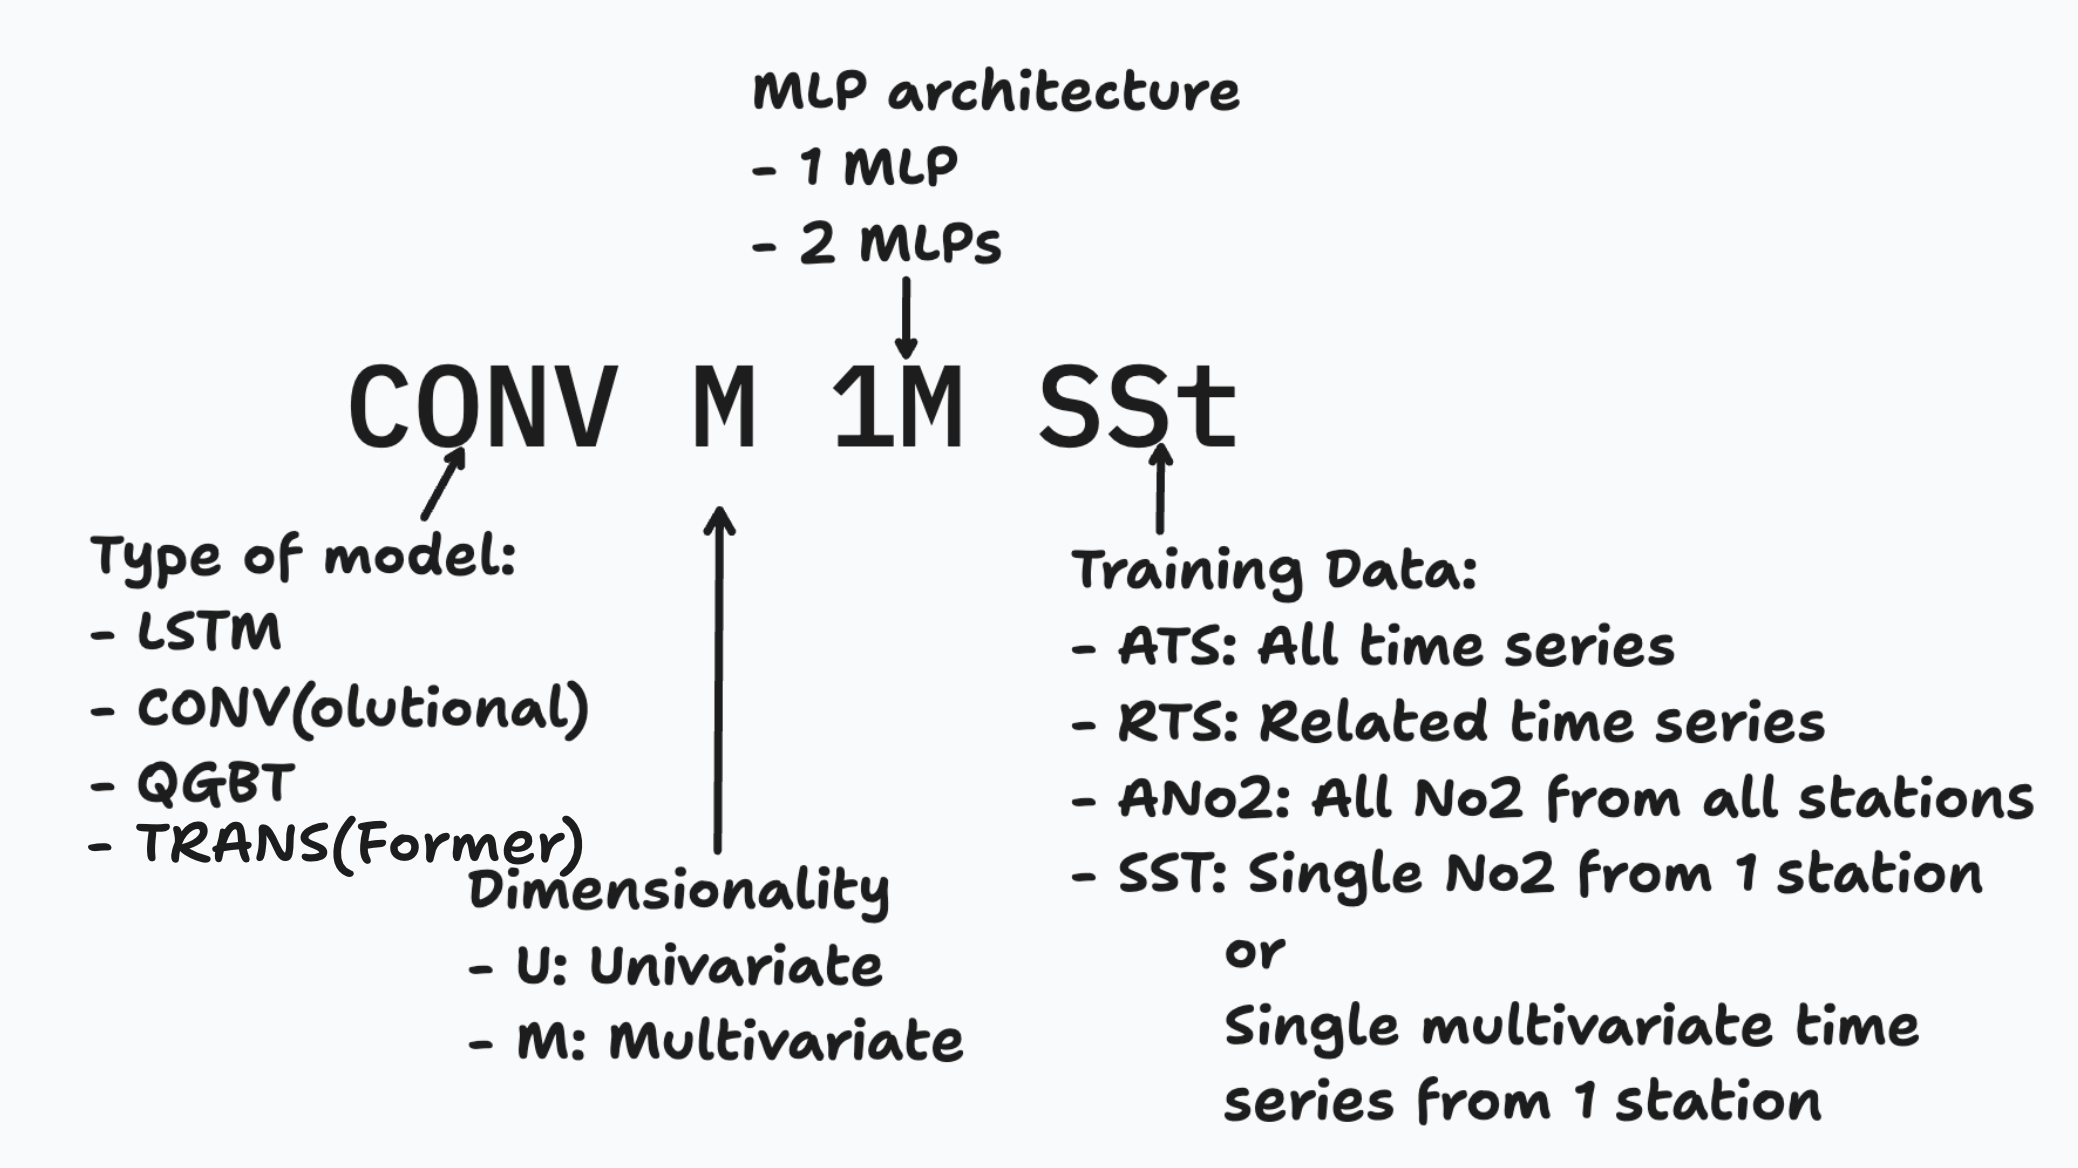 MLP architecture
- 1 MLP
- 2 MLPs
CONV M 1M SSt
Type of model:
- LSTM
- CONV(olutional)
- QGBT
- TRANS(Former)
Dimensionality
- U: Univariate
- M: Multivariate
Training Data:
- ATS: All time series
- RTS: Related time series
- ANo2: All No2 from all stations
- SST: Single No2 from 1 station
or
Single multivariate time
series from 1 station